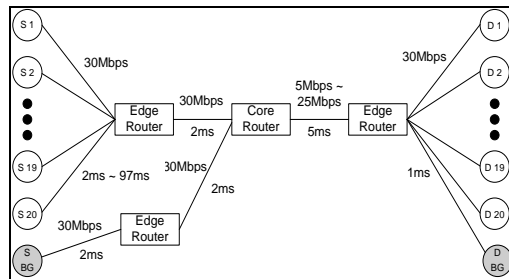 S 1
D 1
30Mbps
30Mbps
S 2
D 2
5Mbps ~
25Mbps
30Mbps
Edge
Router
Core
Router
Edge
Router
2ms
5ms
30Mbps
2ms ~ 97ms
S 19
D 19
2ms
1ms
S 20
D 20
Edge
Router
30Mbps
2ms
S
BG
D
BG